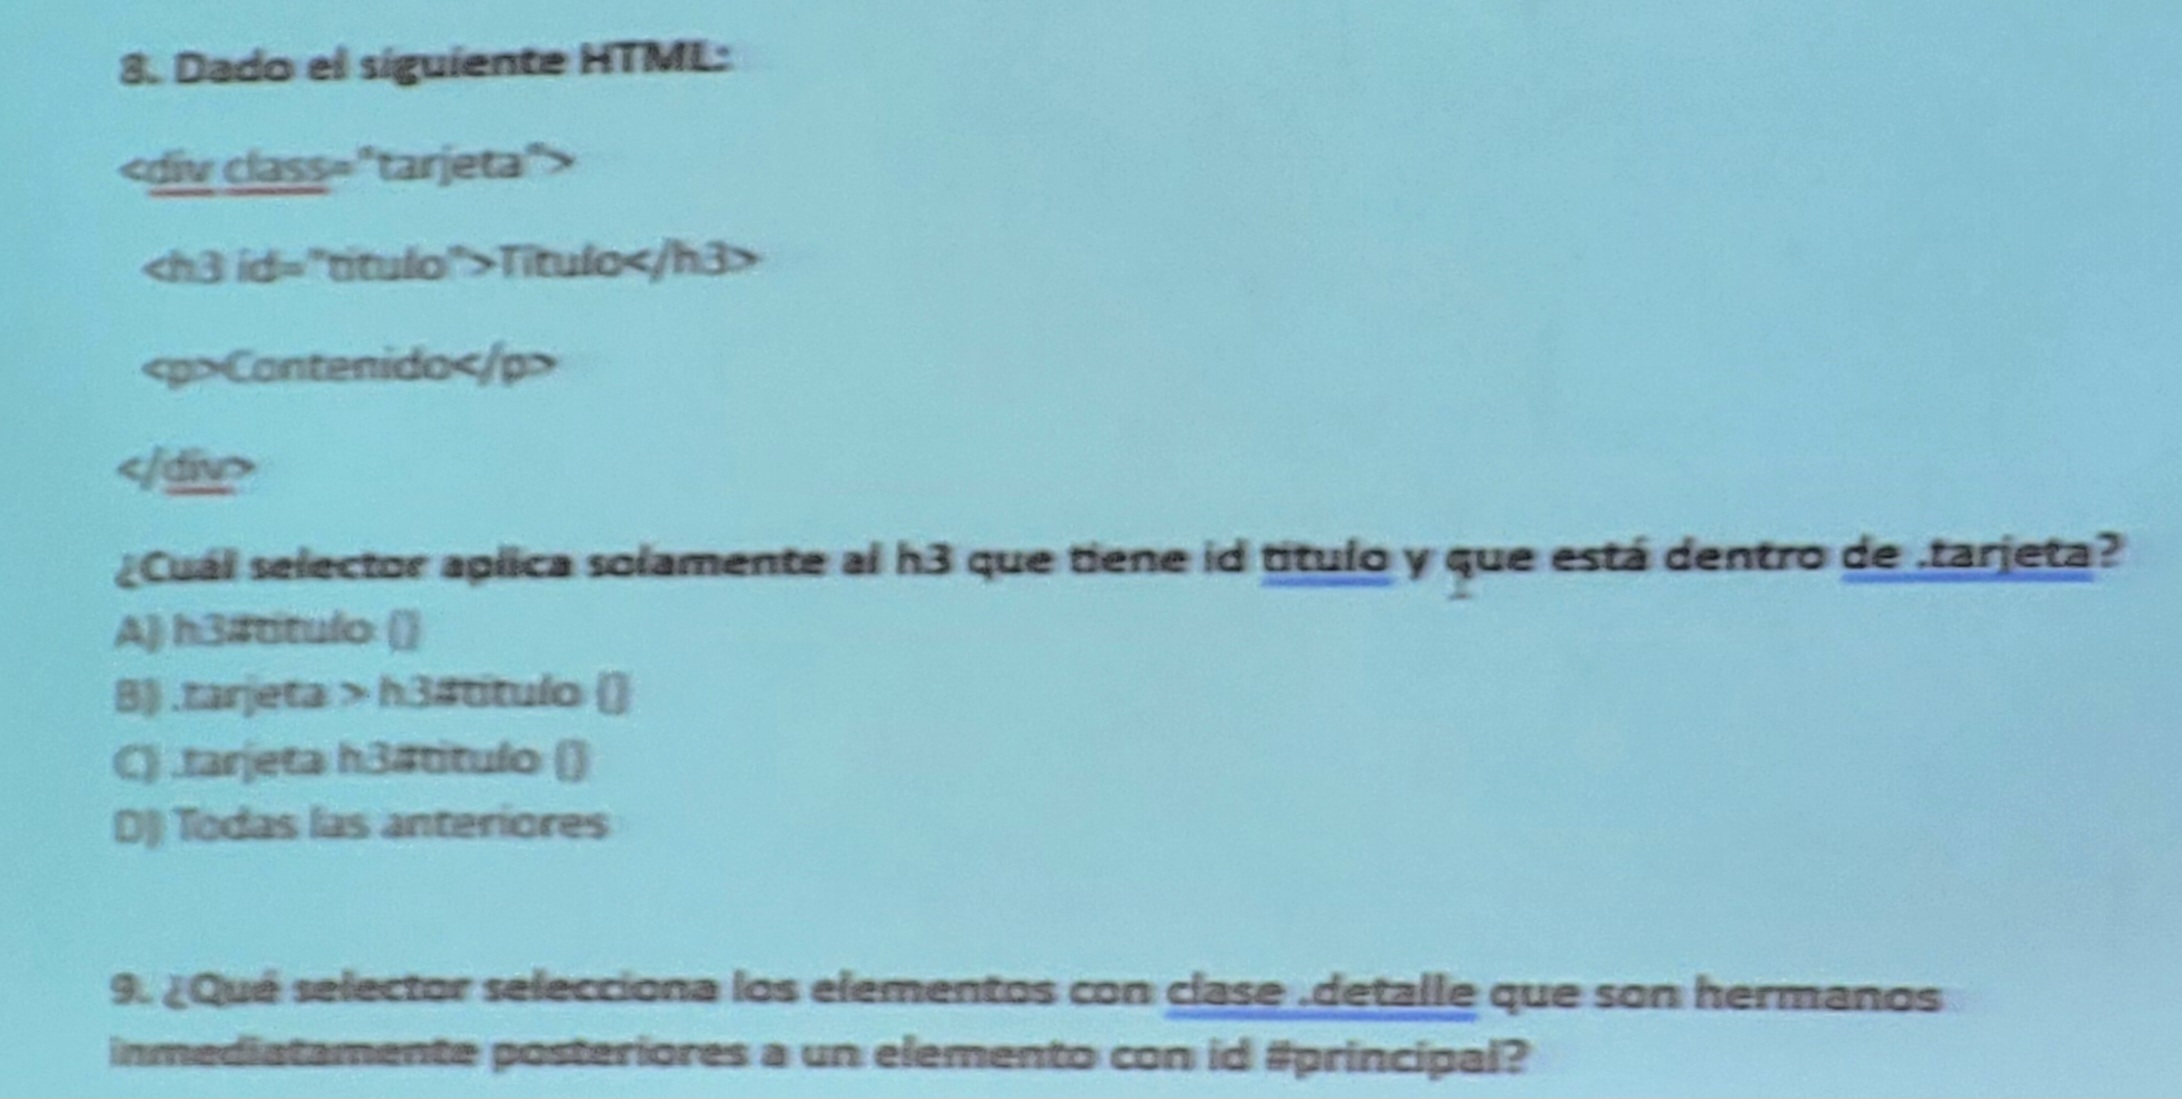 8. Dado el siguiente HTML:
<div class="tarjeta">
<h3 id="titulo">Título</h3>
<p>Contenido</p>
</div>
¿Cuál selector aplica solamente al h3 que tiene id titulo y que está dentro de .tarjeta?
A) h3#titulo {}
B) .tarjeta > h3#titulo {}
C) .tarjeta h3#titulo {}
D) Todas las anteriores
9. ¿Qué selector selecciona los elementos con clase .detalle que son hermanos
inmediatamente posteriores a un elemento con id #principal?